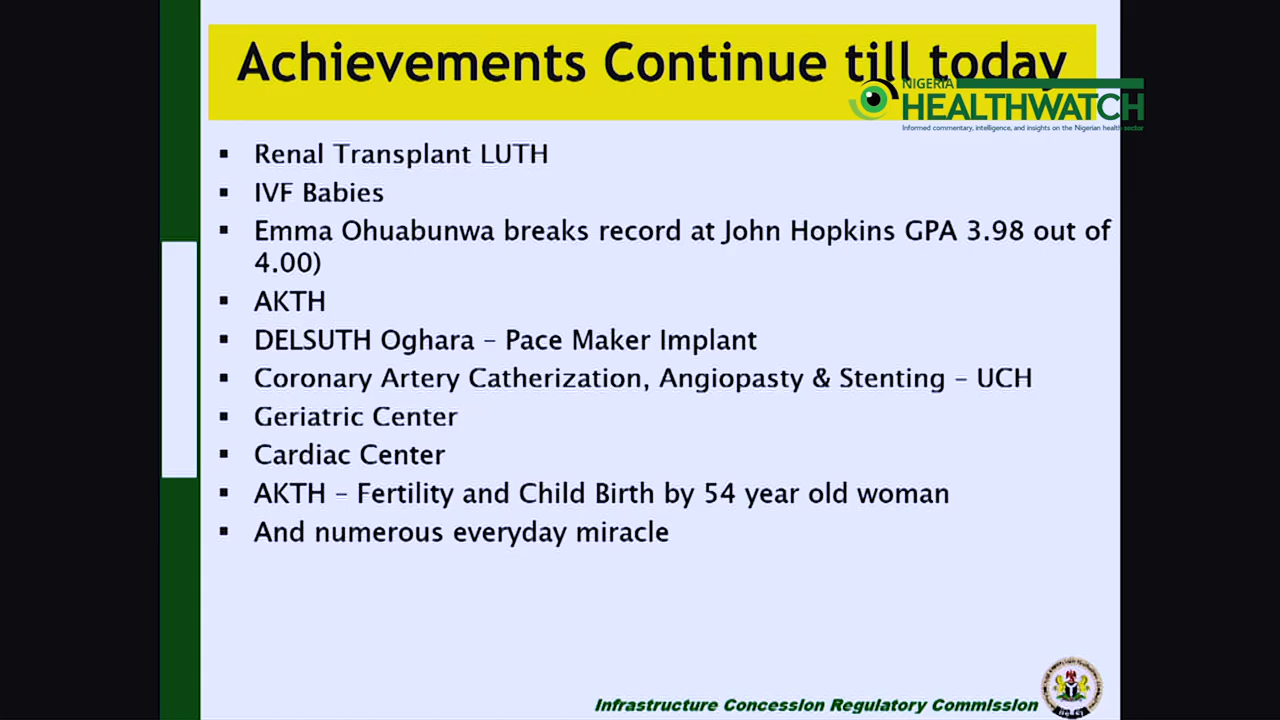 Achievements Continue till today
NIGERIA
HEALTHWATCH
Informed commentary, intelligence, and insights on the Nigerian health sector
▪ Renal Transplant LUTH
▪ IVF Babies
▪ Emma Ohuabunwa breaks record at John Hopkins GPA 3.98 out of
4.00)
▪ AKTH
▪ DELSUTH Oghara – Pace Maker Implant
▪ Coronary Artery Catherization, Angiopasty & Stenting – UCH
▪ Geriatric Center
▪ Cardiac Center
▪ AKTH – Fertility and Child Birth by 54 year old woman
▪ And numerous everyday miracle
Infrastructure Concession Regulatory Commission